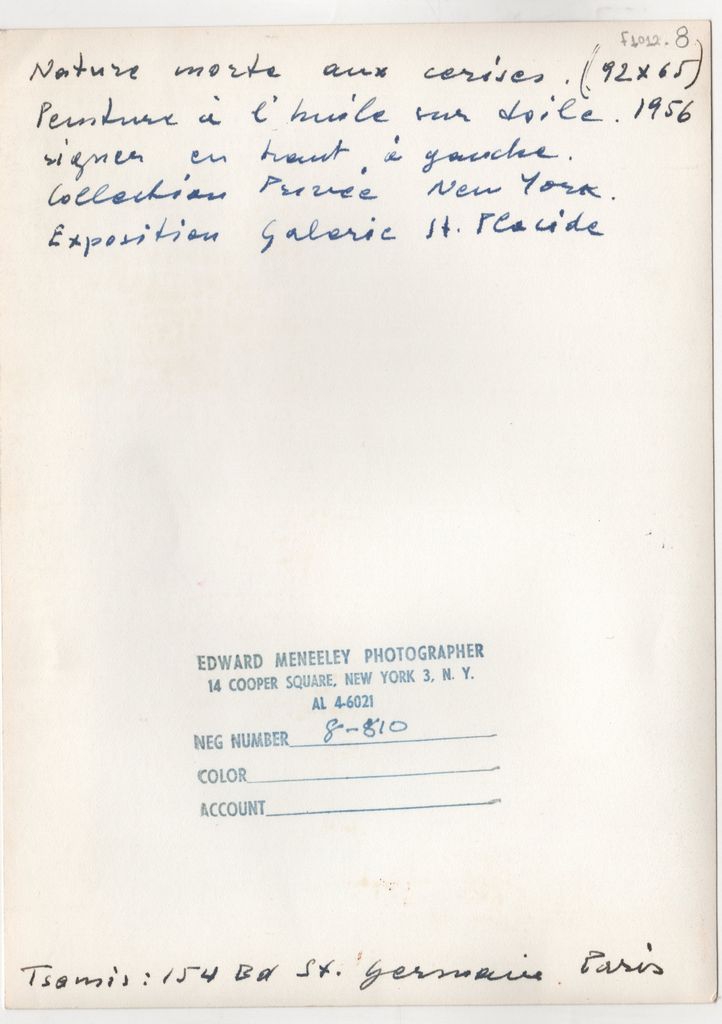 F1012.8
Nature morte aux cerises. (92x65)
Peinture à l'huile sur toile. 1956
signer en haut à gauche.
Collection Privée New York.
Exposition Galerie St. Placide
EDWARD MENEELEY PHOTOGRAPHER
14 COOPER SQUARE, NEW YORK 3, N. Y.
AL 4-6021
NEG NUMBER 8-810
COLOR
ACCOUNT
Tsamis: 154 Bd St. Germain Paris